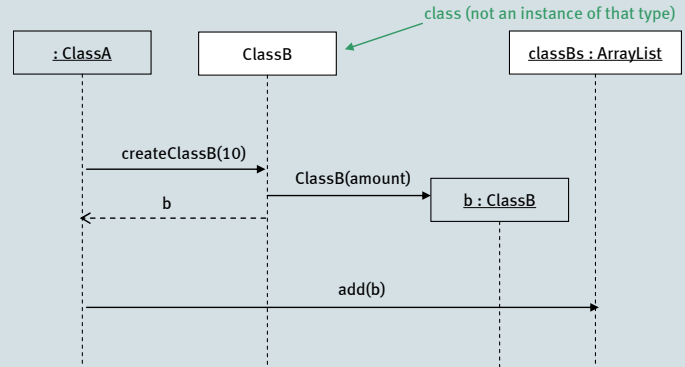 class (not an instance of that type)
: ClassA
ClassB
classBs : ArrayList
createClassB(10)
ClassB(amount)
b
b : ClassB
add(b)